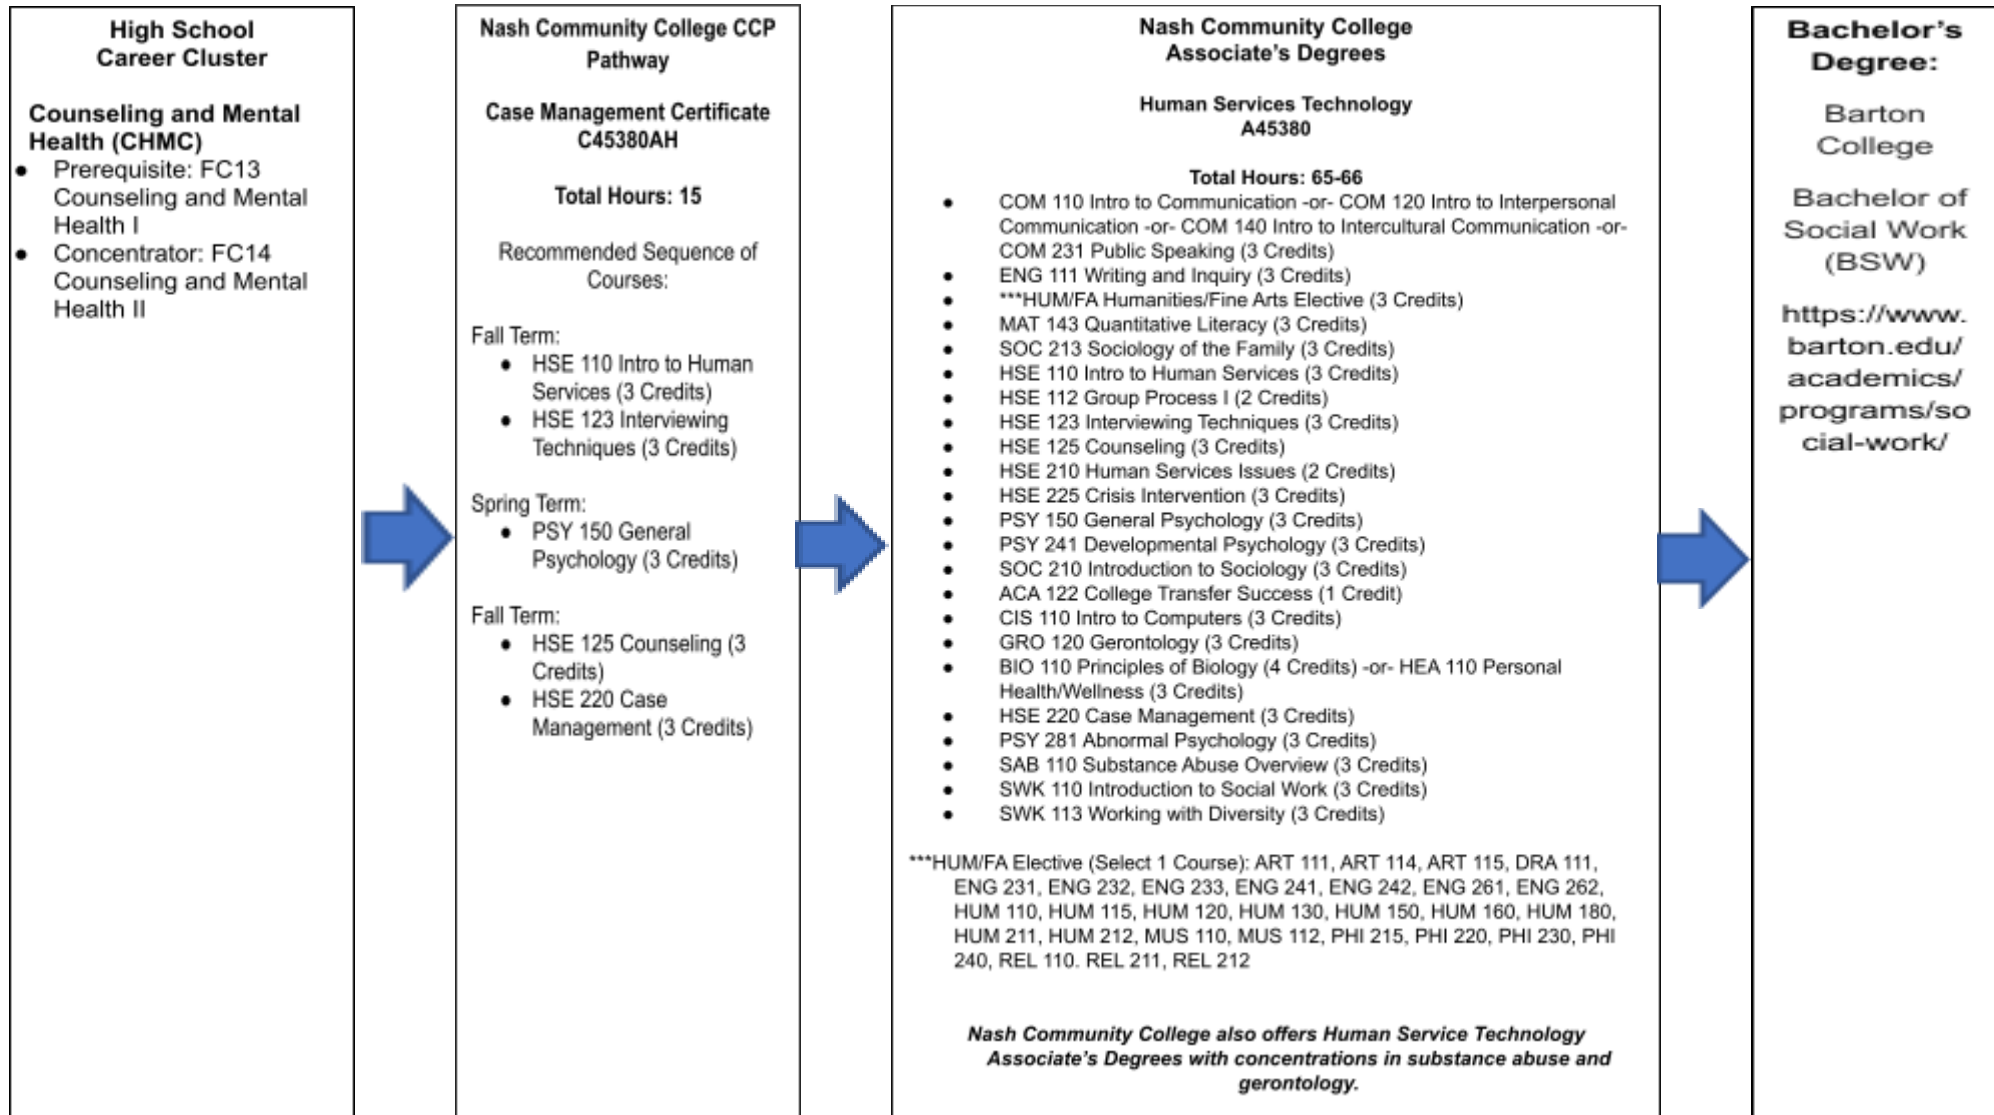 High School
Career Cluster
Counseling and Mental
Health (CHMC)
● Prerequisite: FC13
Counseling and Mental
Health I
● Concentrator: FC14
Counseling and Mental
Health II
Nash Community College CCP
Pathway
Case Management Certificate
C45380AH
Total Hours: 15
Recommended Sequence of
Courses:
Fall Term:
● HSE 110 Intro to Human
Services (3 Credits)
● HSE 123 Interviewing
Techniques (3 Credits)
Spring Term:
● PSY 150 General
Psychology (3 Credits)
Fall Term:
● HSE 125 Counseling (3
Credits)
● HSE 220 Case
Management (3 Credits)
Nash Community College
Associate's Degrees
Human Services Technology
A45380
Total Hours: 65-66
● COM 110 Intro to Communication -or- COM 120 Intro to Interpersonal
Communication -or- COM 140 Intro to Intercultural Communication -or-
COM 231 Public Speaking (3 Credits)
● ENG 111 Writing and Inquiry (3 Credits)
● ***HUM/FA Humanities/Fine Arts Elective (3 Credits)
● MAT 143 Quantitative Literacy (3 Credits)
● SOC 213 Sociology of the Family (3 Credits)
● HSE 110 Intro to Human Services (3 Credits)
● HSE 112 Group Process I (2 Credits)
● HSE 123 Interviewing Techniques (3 Credits)
● HSE 125 Counseling (3 Credits)
● HSE 210 Human Services Issues (2 Credits)
● HSE 225 Crisis Intervention (3 Credits)
● PSY 150 General Psychology (3 Credits)
● PSY 241 Developmental Psychology (3 Credits)
● SOC 210 Introduction to Sociology (3 Credits)
● ACA 122 College Transfer Success (1 Credit)
● CIS 110 Intro to Computers (3 Credits)
● GRO 120 Gerontology (3 Credits)
● BIO 110 Principles of Biology (4 Credits) -or- HEA 110 Personal
Health/Wellness (3 Credits)
● HSE 220 Case Management (3 Credits)
● PSY 281 Abnormal Psychology (3 Credits)
● SAB 110 Substance Abuse Overview (3 Credits)
● SWK 110 Introduction to Social Work (3 Credits)
● SWK 113 Working with Diversity (3 Credits)
***HUM/FA Elective (Select 1 Course): ART 111, ART 114, ART 115, DRA 111,
ENG 231, ENG 232, ENG 233, ENG 241, ENG 242, ENG 261, ENG 262,
HUM 110, HUM 115, HUM 120, HUM 130, HUM 150, HUM 160, HUM 180,
HUM 211, HUM 212, MUS 110, MUS 112, PHI 215, PHI 220, PHI 230, PHI
240, REL 110. REL 211, REL 212
Nash Community College also offers Human Service Technology
Associate's Degrees with concentrations in substance abuse and
gerontology.
Bachelor's
Degree:
Barton
College
Bachelor of
Social Work
(BSW)
https://www.
barton.edu/
academics/
programs/so
cial-work/